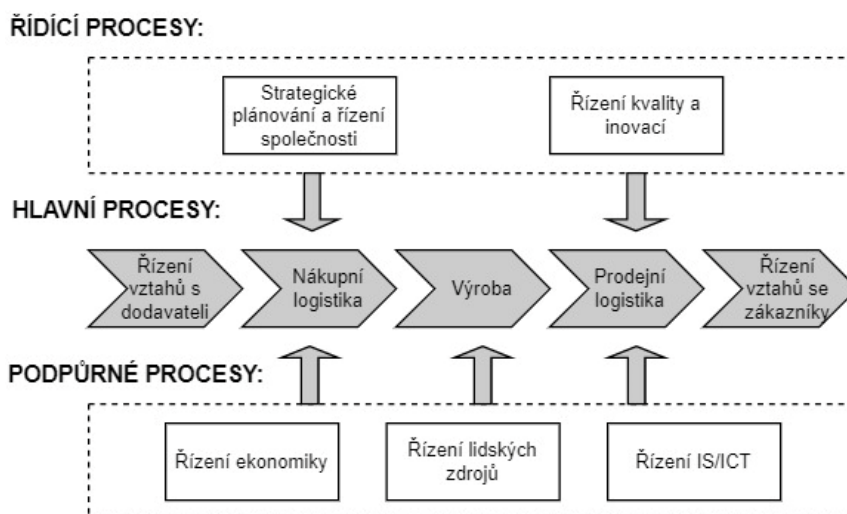 ŘÍDÍCÍ PROCESY:
Strategické
plánování a řízení
společnosti
Řízení kvality a
inovací
HLAVNÍ PROCESY:
Řízení
vztahů s
dodavateli
Nákupní
logistika
Výroba
Prodejní
logistika
Řízení
vztahů se
zákazníky
PODPŮRNÉ PROCESY:
Řízení ekonomiky
Řízení lidských
zdrojů
Řízení IS/ICT